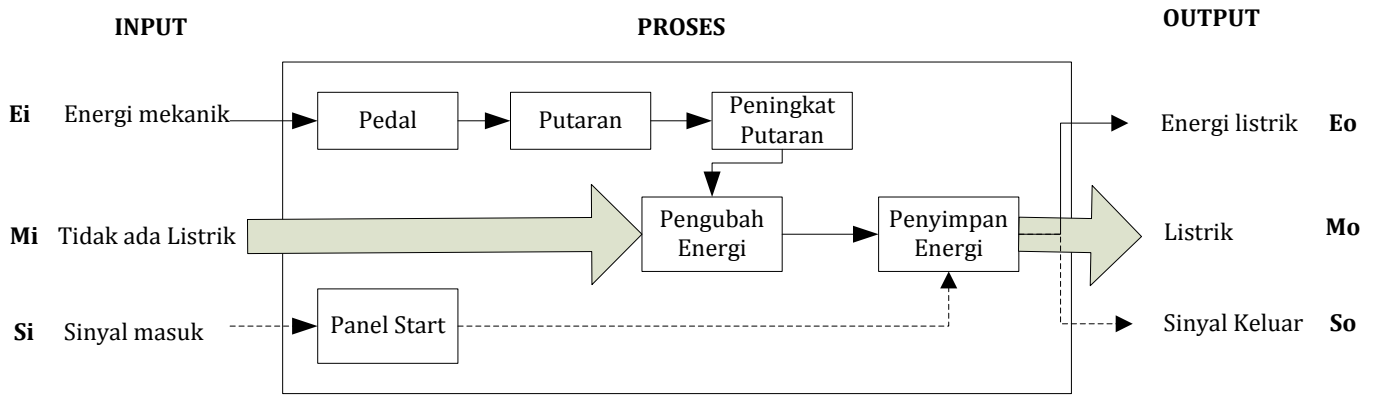 INPUT
PROSES
OUTPUT
Ei Energi mekanik
Pedal
Putaran
Peningkat
Putaran
Energi listrik Eo
Mi Tidak ada Listrik
Pengubah
Energi
Penyimpan
Energi
Listrik Mo
Si Sinyal masuk
Panel Start
Sinyal Keluar So